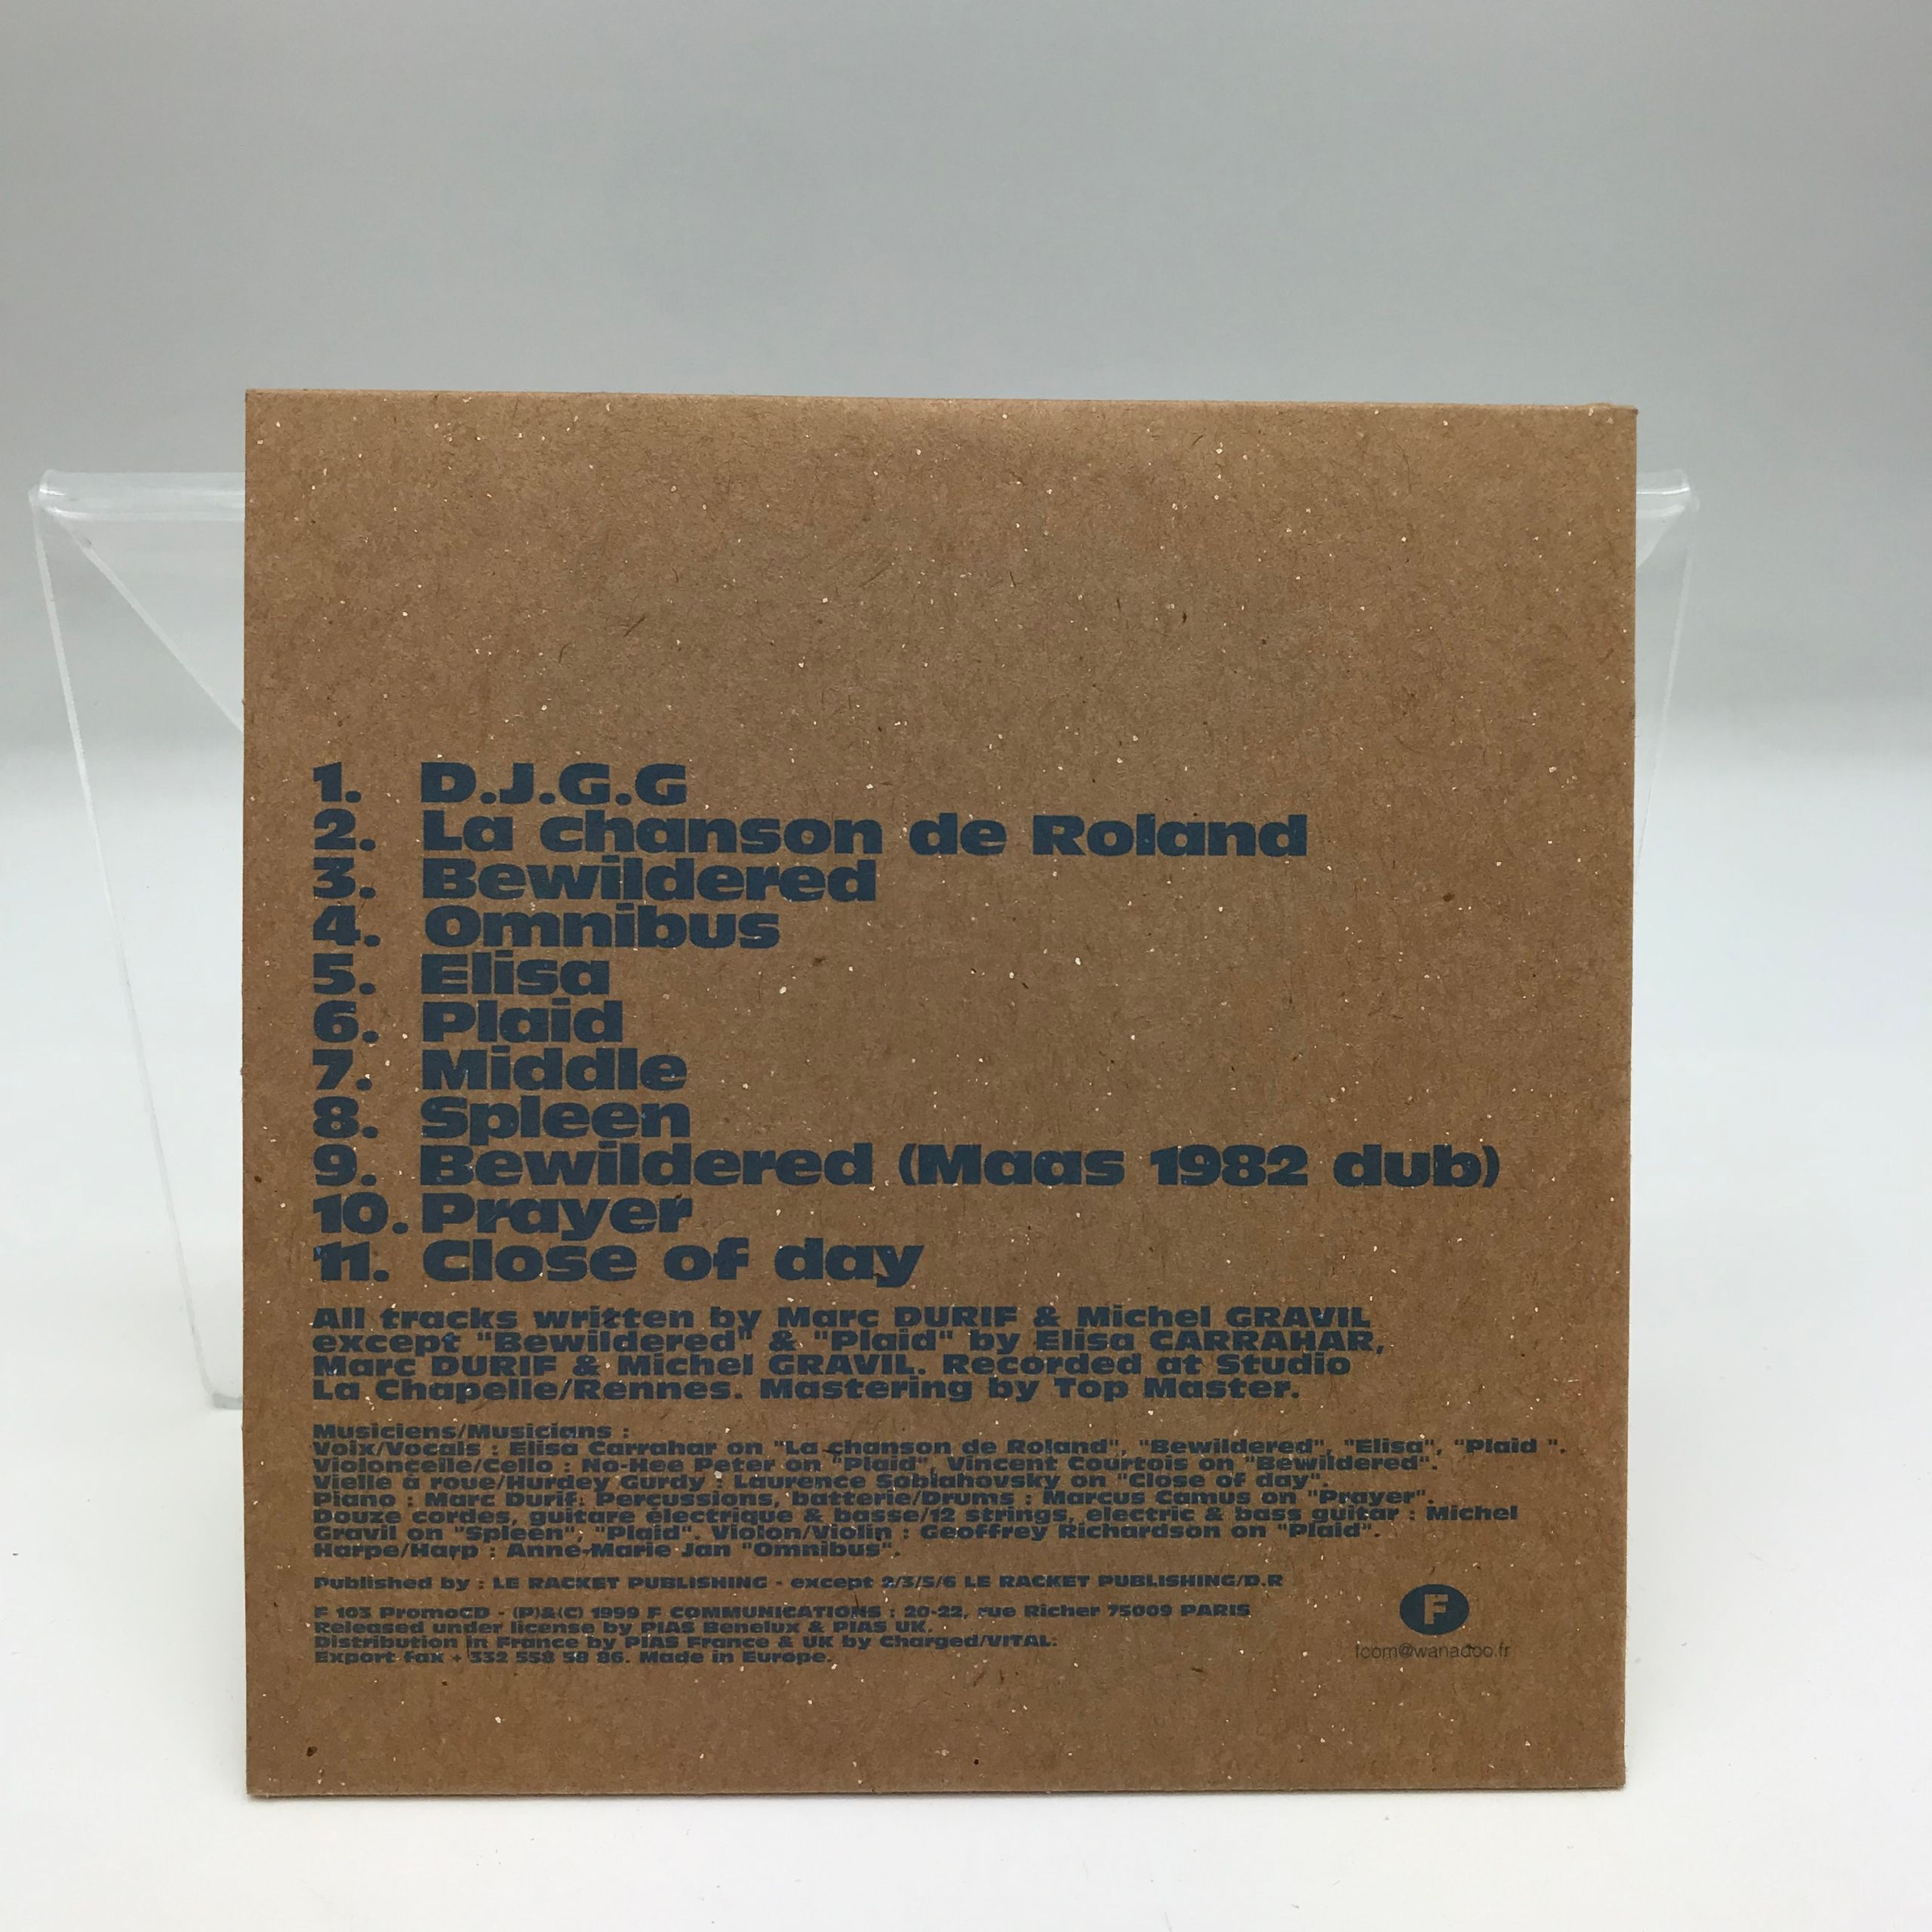 1. D.J.G.G
2. La chanson de Roland
3. Bewildered
4. Omnibus
5. Elisa
6. Plaid
7. Middle
8. Spleen
9. Bewildered (Maas 1982 dub)
10. Prayer
11. Close of day
All tracks written by Marc DURIF & Michel GRAVIL
except "Bewildered" & "Plaid" by Elisa CARRAHAR,
Marc DURIF & Michel GRAVIL. Recorded at Studio
La Chapelle/Rennes. Mastering by Top Master.
Musiciens/Musicians :
Voix/Vocals : Elisa Carrahar on "La chanson de Roland", "Bewildered", "Elisa", "Plaid ".
Violoncelle/Cello : No-Hee Peter on "Plaid", Vincent Courtois on "Bewildered".
Vielle à roue/Hurdey Gurdy : Laurence Soblahovsky on "Close of day".
Piano : Marc Durif. Percussions, batterie/Drums : Marcus Camus on "Prayer".
Douze cordes, guitare électrique & basse/12 strings, electric & bass guitar : Michel
Gravil on "Spleen", "Plaid". Violon/Violin : Geoffrey Richardson on "Plaid".
Harpe/Harp : Anne-Marie Jan "Omnibus".
Published by : LE RACKET PUBLISHING - except 2/3/5/6 LE RACKET PUBLISHING/D.R
F 103 PromoCD - (P)&(C) 1999 F COMMUNICATIONS : 20-22, rue Richer 75009 PARIS
Released under license by PIAS Benelux & PIAS UK.
Distribution in France by PIAS France & UK by Charged/VITAL:
Export fax + 332 558 58 86. Made in Europe.
F
fcom@wanadoo.fr